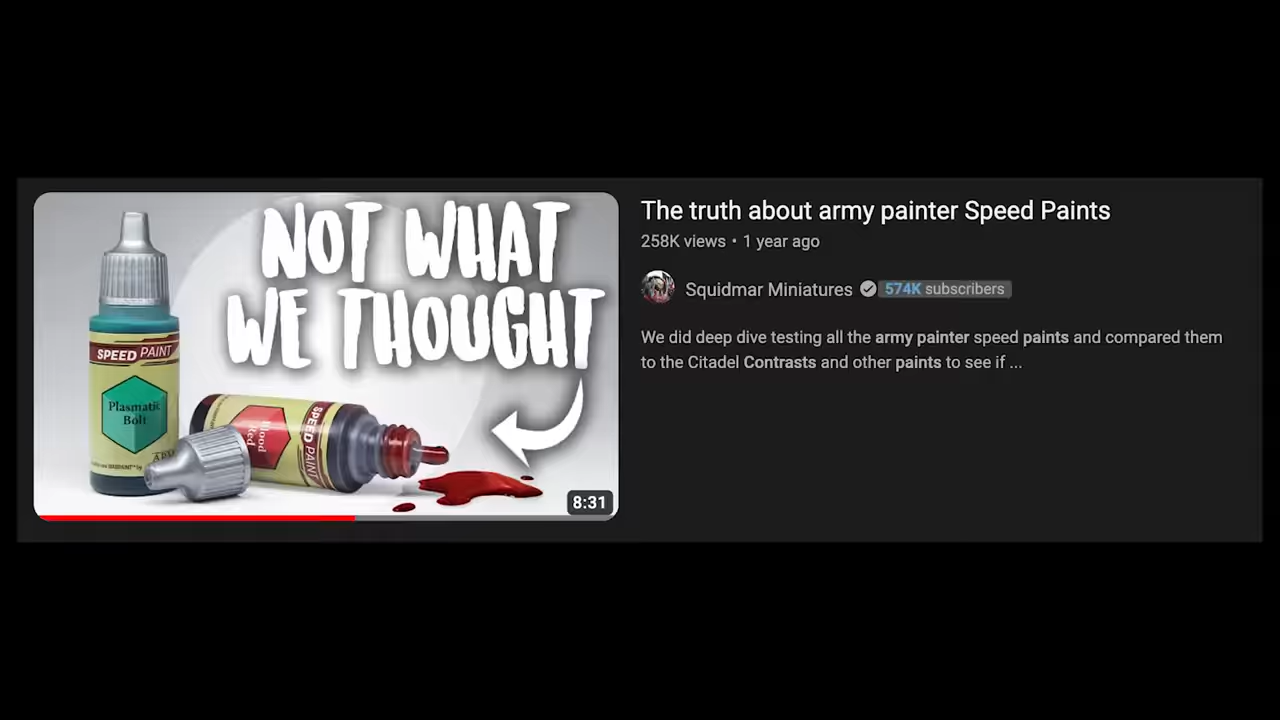 NOT WHAT
WE THOUGHT
SPEED PAINT
Plasmatic
Bolt
Blood
Red
SPEED PAINT
8:31
The truth about army painter Speed Paints
258K views • 1 year ago
Squidmar Miniatures 574K subscribers
We did deep dive testing all the army painter speed paints and compared them
to the Citadel Contrasts and other paints to see if ...